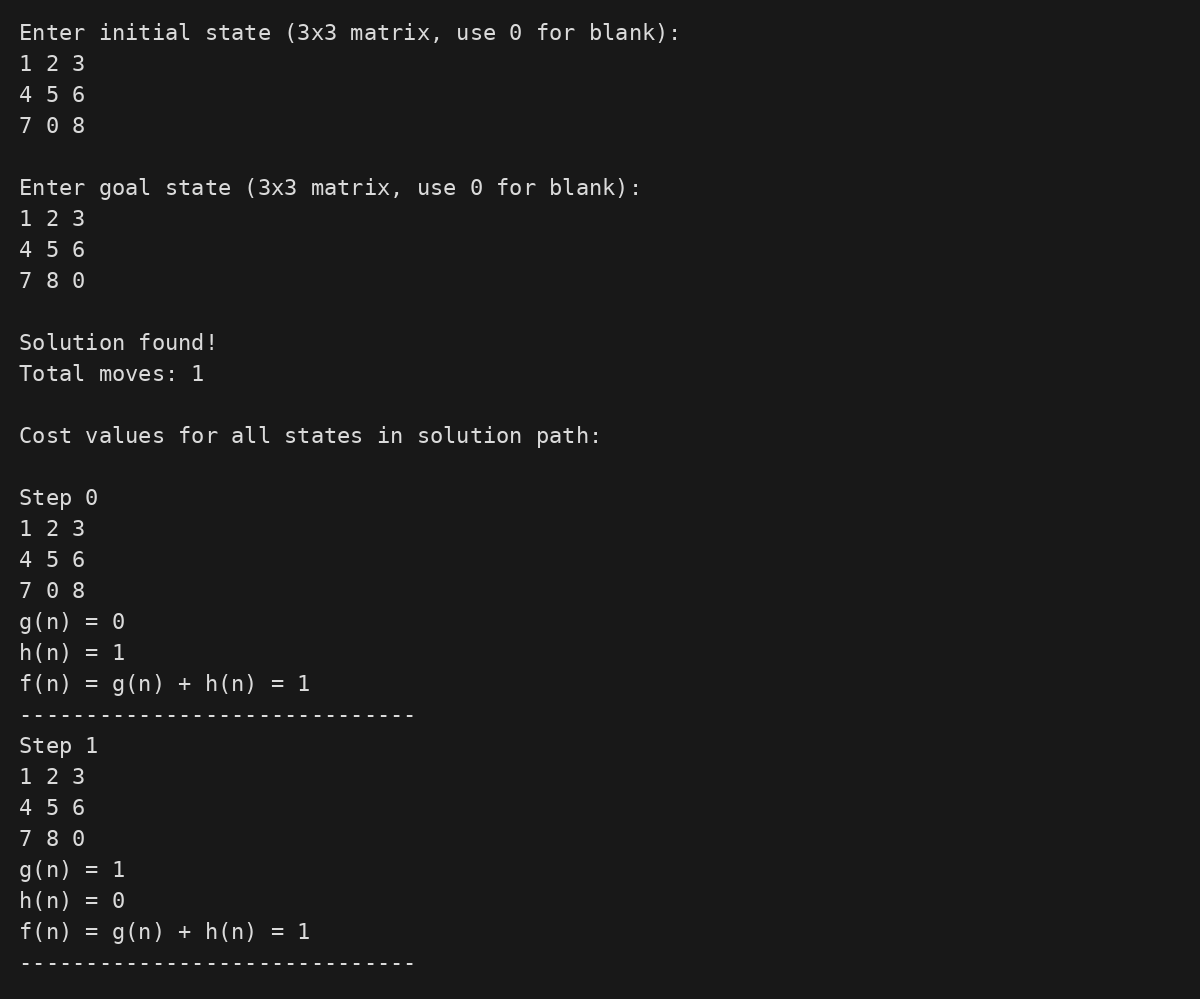 Enter initial state (3x3 matrix, use 0 for blank):
1 2 3
4 5 6
7 0 8
Enter goal state (3x3 matrix, use 0 for blank):
1 2 3
4 5 6
7 8 0
Solution found!
Total moves: 1
Cost values for all states in solution path:
Step 0
1 2 3
4 5 6
7 0 8
g(n) = 0
h(n) = 1
f(n) = g(n) + h(n) = 1
------------------------------
Step 1
1 2 3
4 5 6
7 8 0
g(n) = 1
h(n) = 0
f(n) = g(n) + h(n) = 1
------------------------------